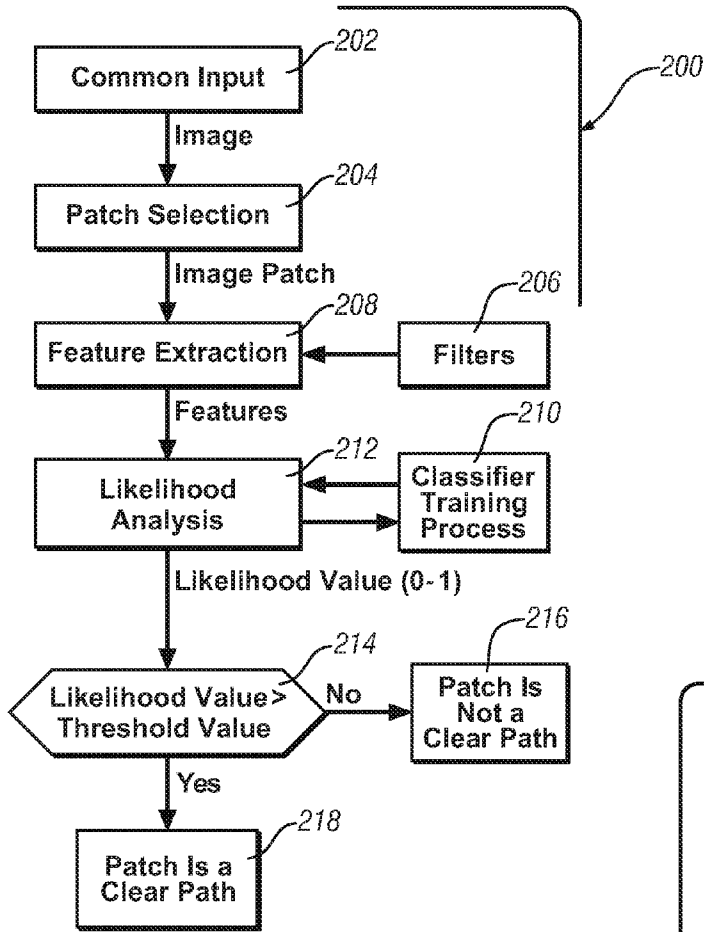 202
Common Input
200
Image
204
Patch Selection
Image Patch
208
206
Feature Extraction
Filters
Features
210
212
Likelihood
Analysis
Classifier
Training
Process
Likelihood Value (0-1)
214
216
Likelihood Value>
Threshold Value
No
Patch Is
Not a
Clear Path
Yes
218
Patch Is a
Clear Path